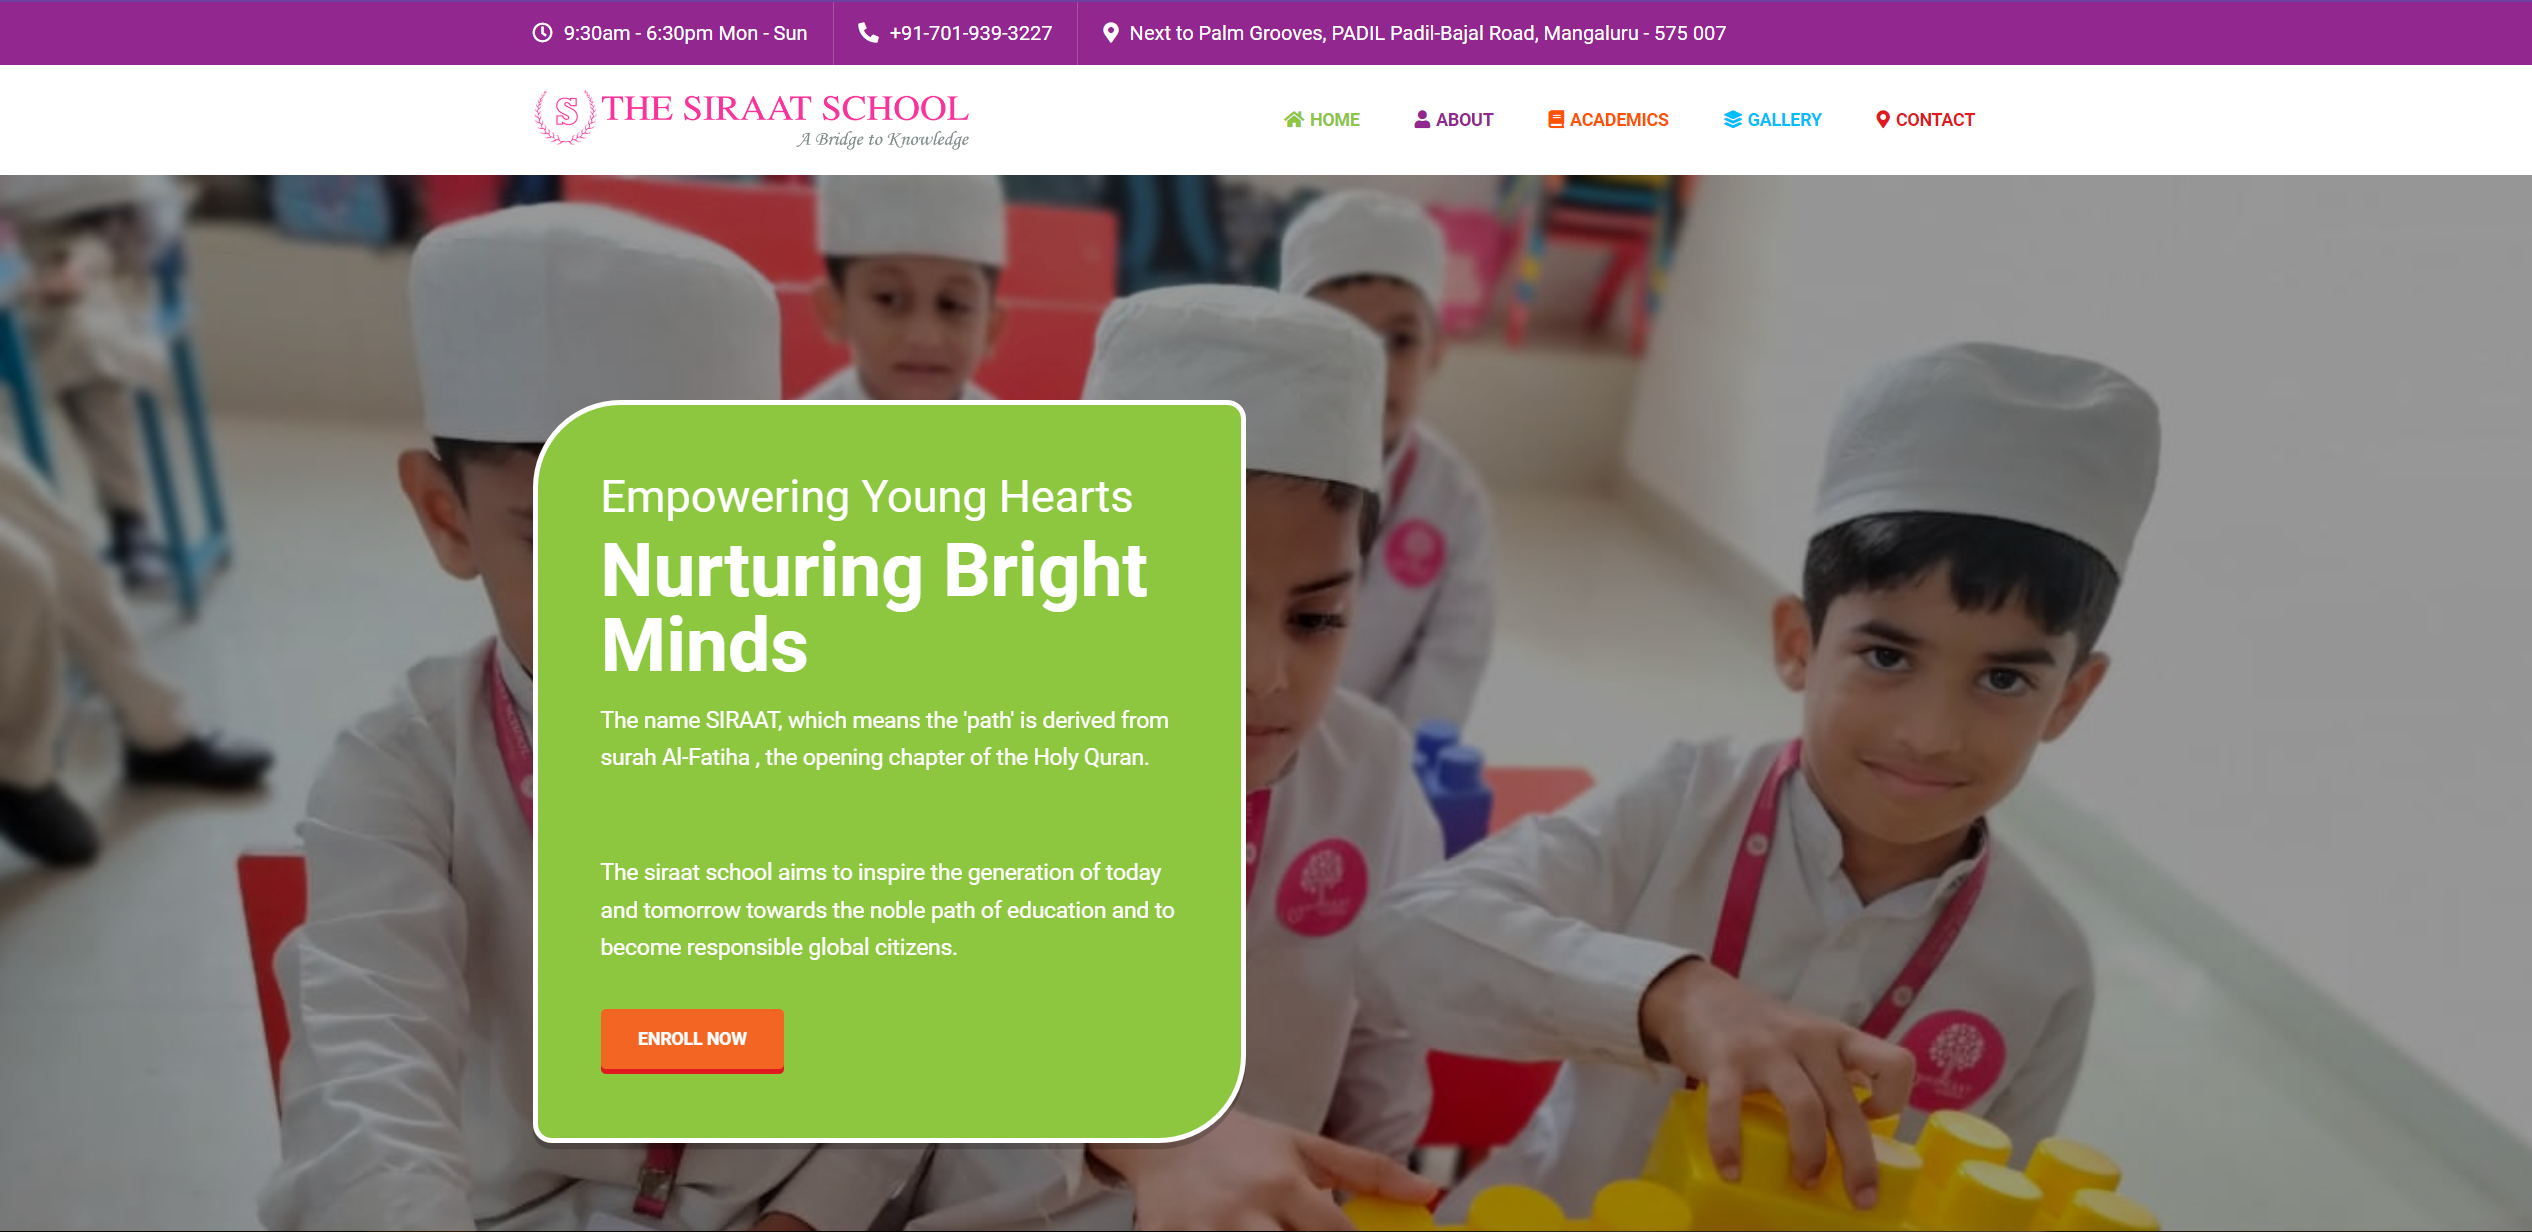 9:30am - 6:30pm Mon - Sun
+91-701-939-3227
Next to Palm Grooves, PADIL Padil-Bajal Road, Mangaluru - 575 007
S THE SIRAAT SCHOOL
A Bridge to Knowledge
HOME
ABOUT
ACADEMICS
GALLERY
CONTACT
Empowering Young Hearts
Nurturing Bright
Minds
The name SIRAAT, which means the 'path' is derived from
surah Al-Fatiha , the opening chapter of the Holy Quran.
The siraat school aims to inspire the generation of today
and tomorrow towards the noble path of education and to
become responsible global citizens.
ENROLL NOW